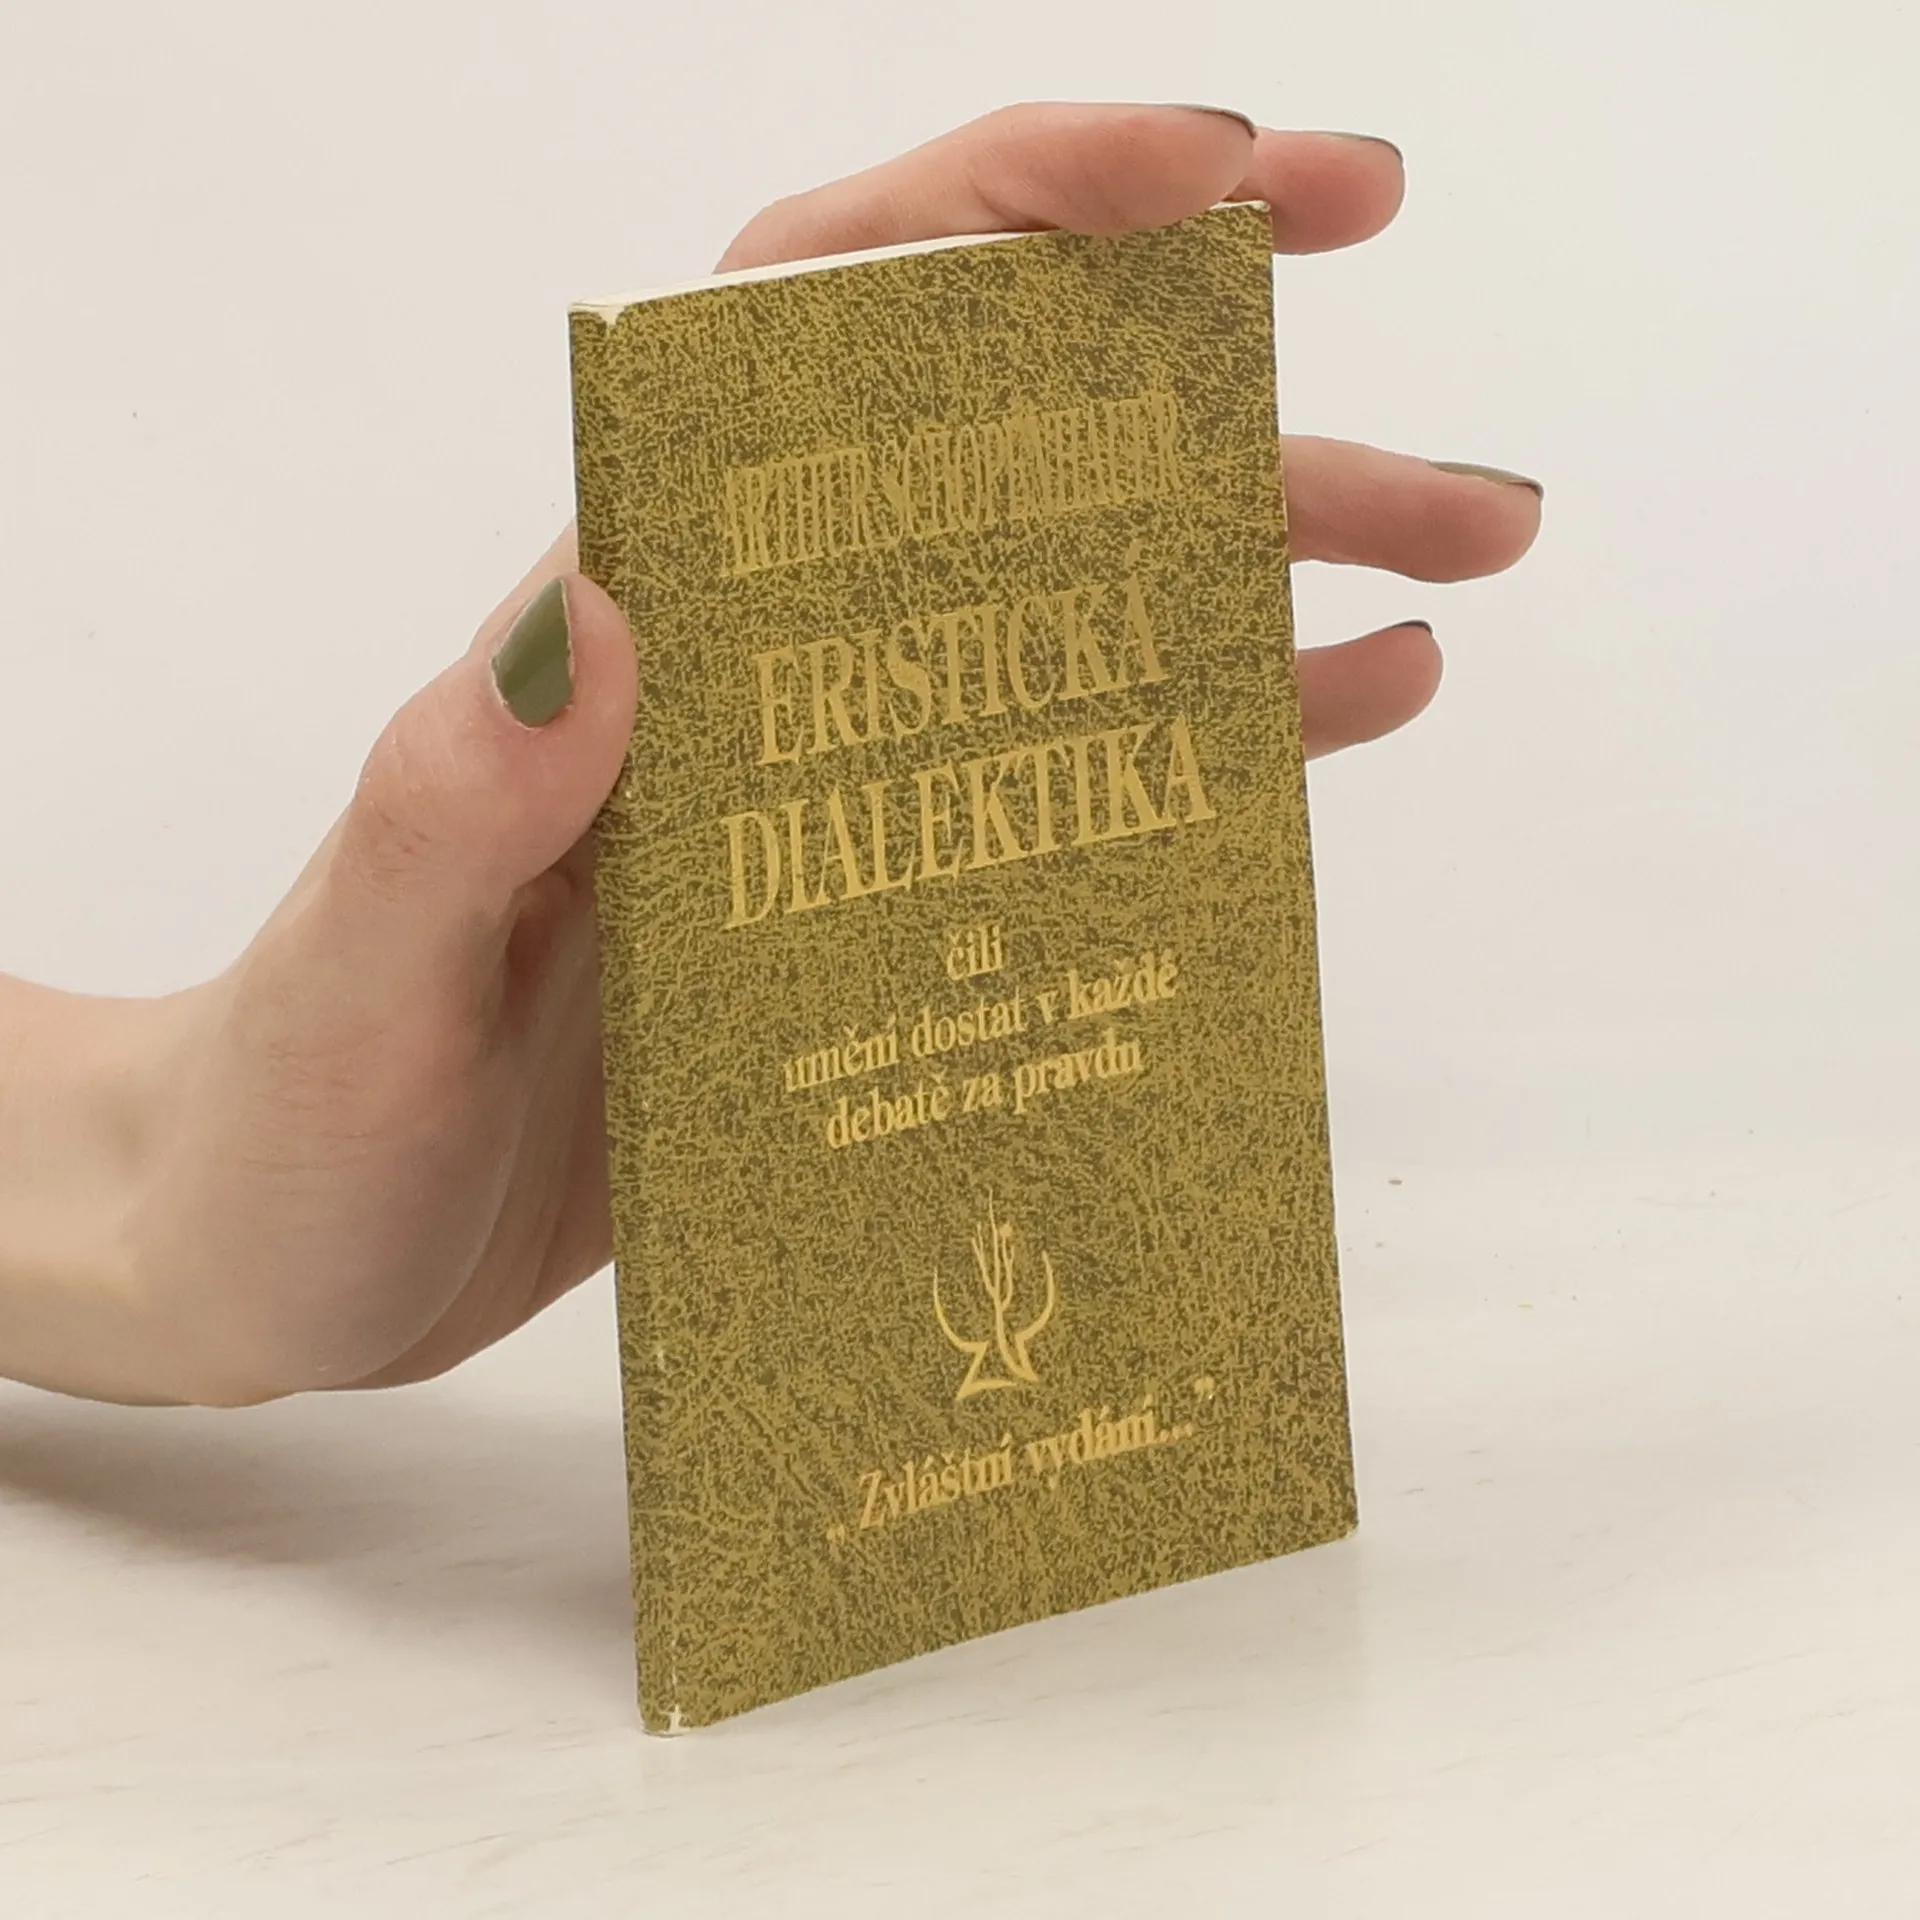 ARTHUR SCHOPENHAUER
ERISTICKÁ
DIALEKTIKA
čili
umění dostat v každé
debatě za pravdu
„Zvláštní vydání...”